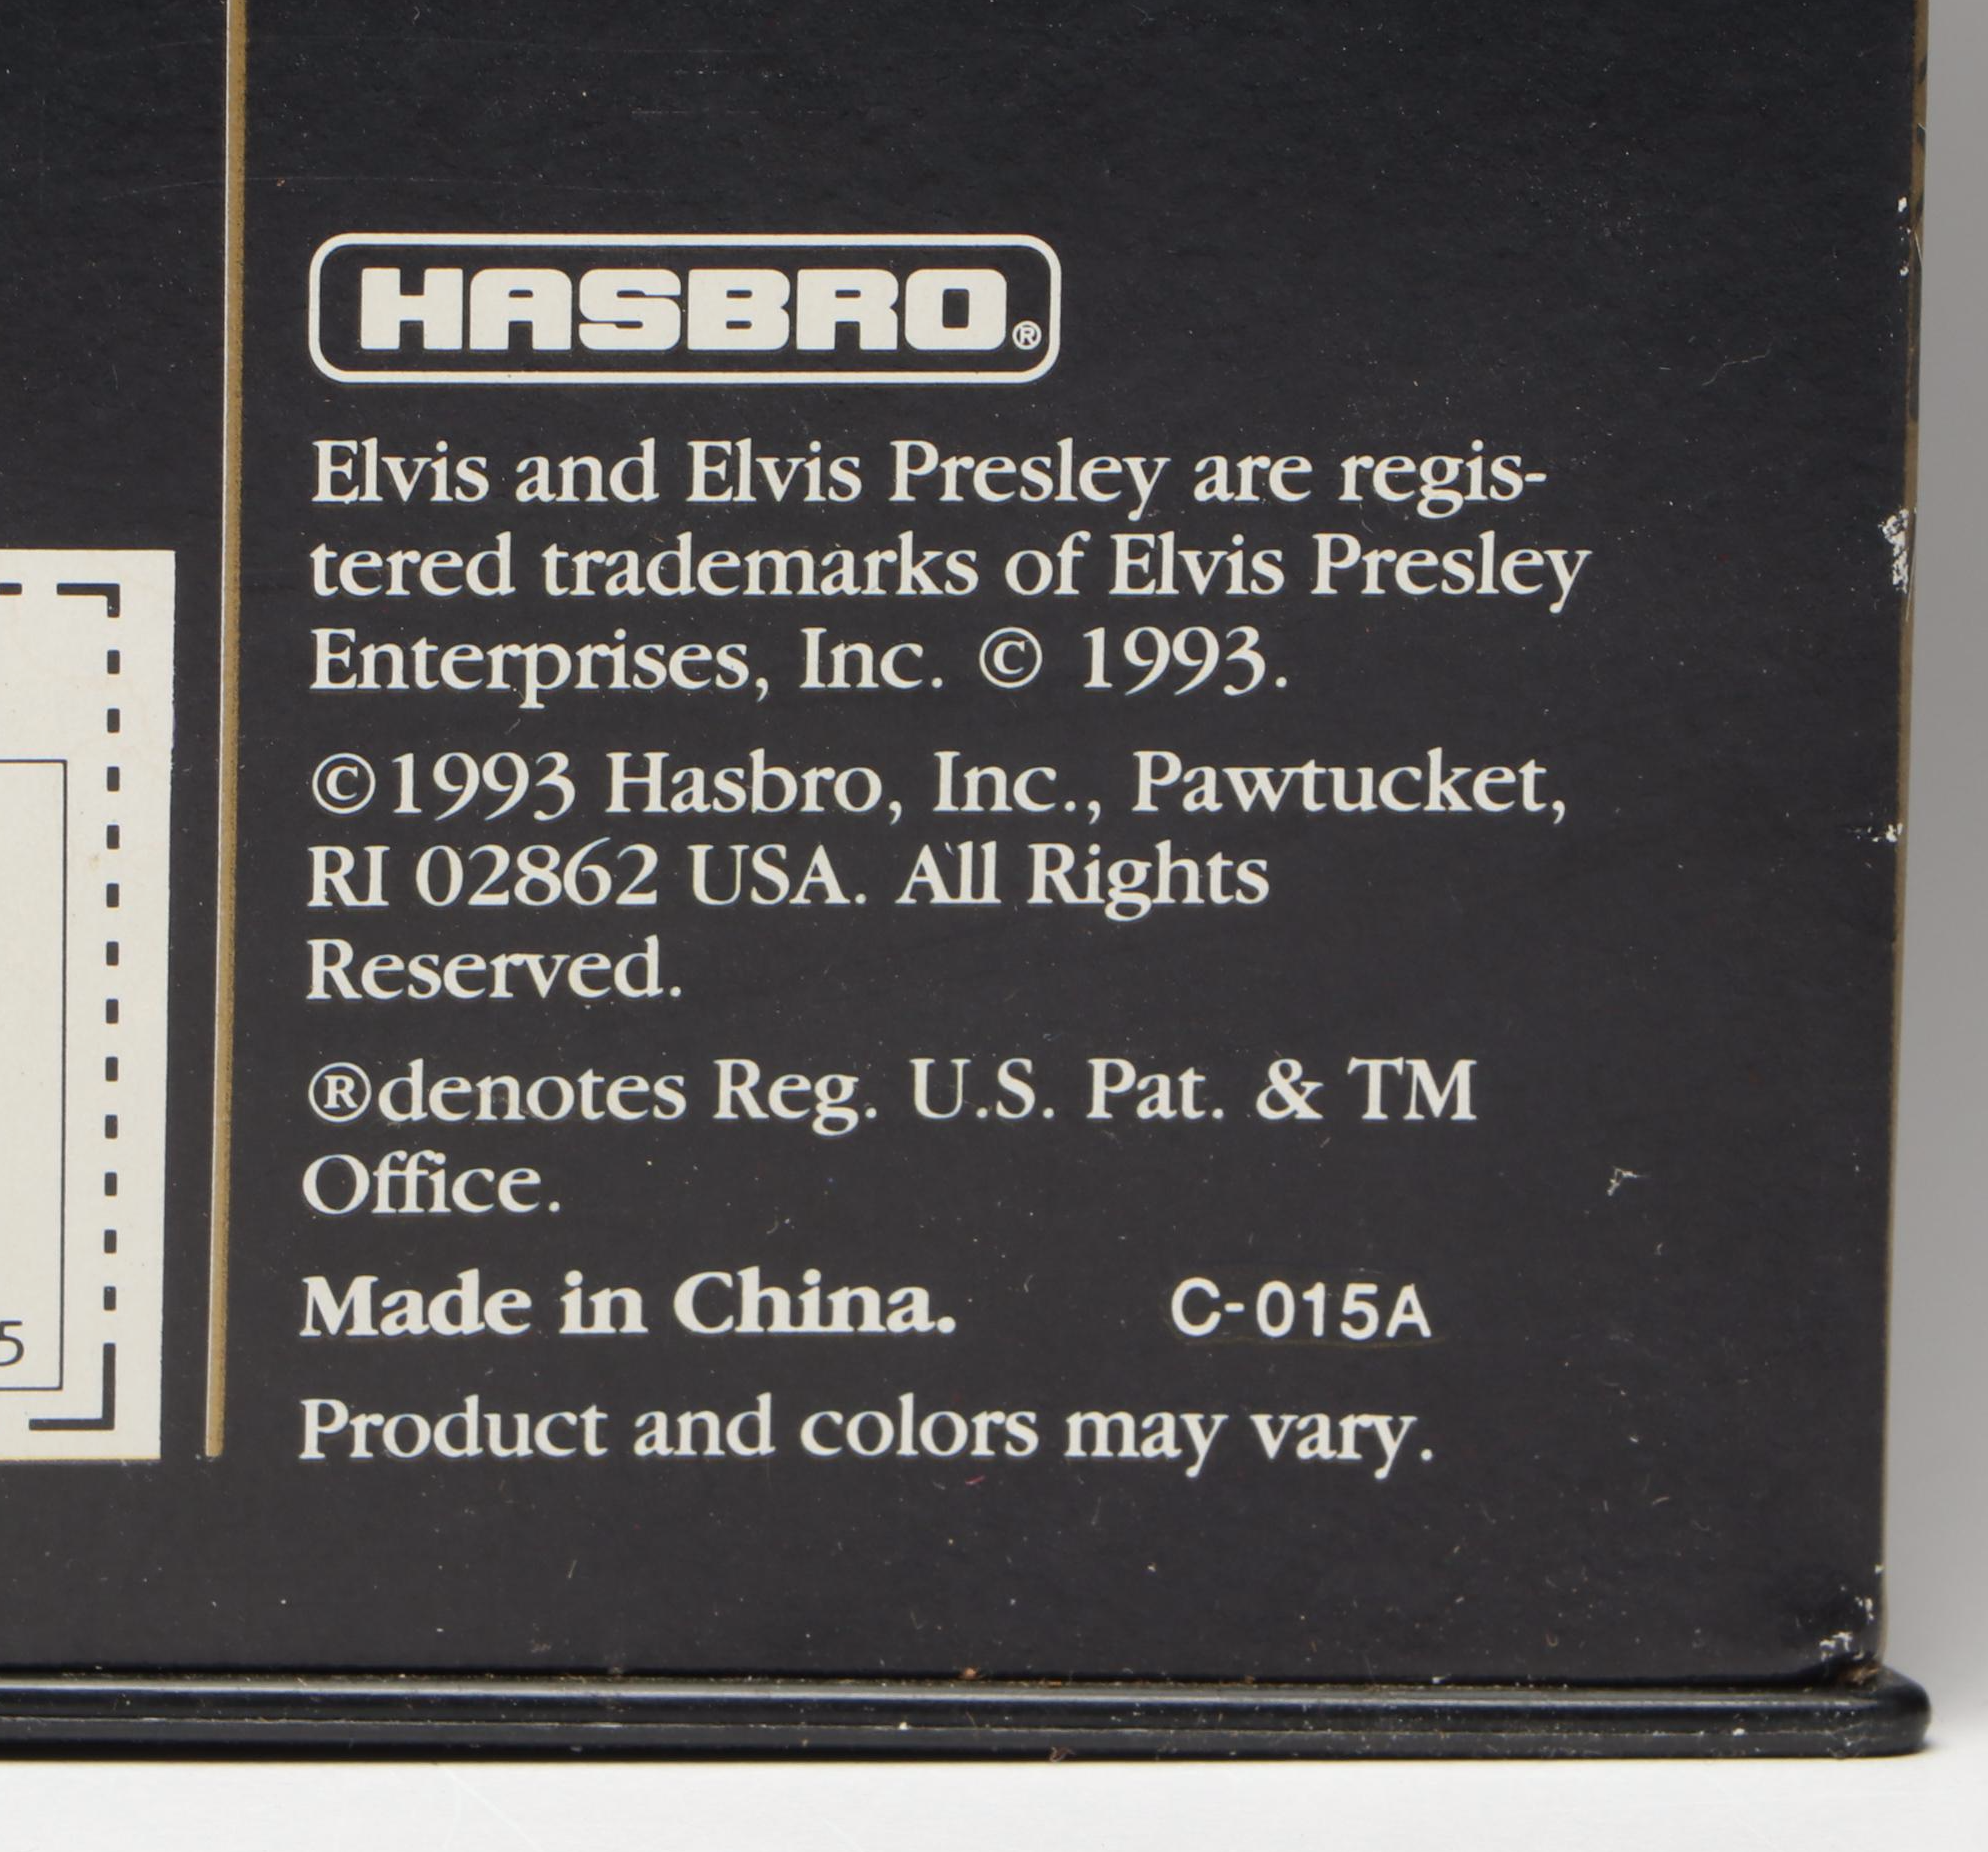 HASBRO®
Elvis and Elvis Presley are regis-
tered trademarks of Elvis Presley
Enterprises, Inc. © 1993.
©1993 Hasbro, Inc., Pawtucket,
RI 02862 USA. All Rights
Reserved.
®denotes Reg. U.S. Pat. & TM
Office.
Made in China. C-015A
Product and colors may vary.
5